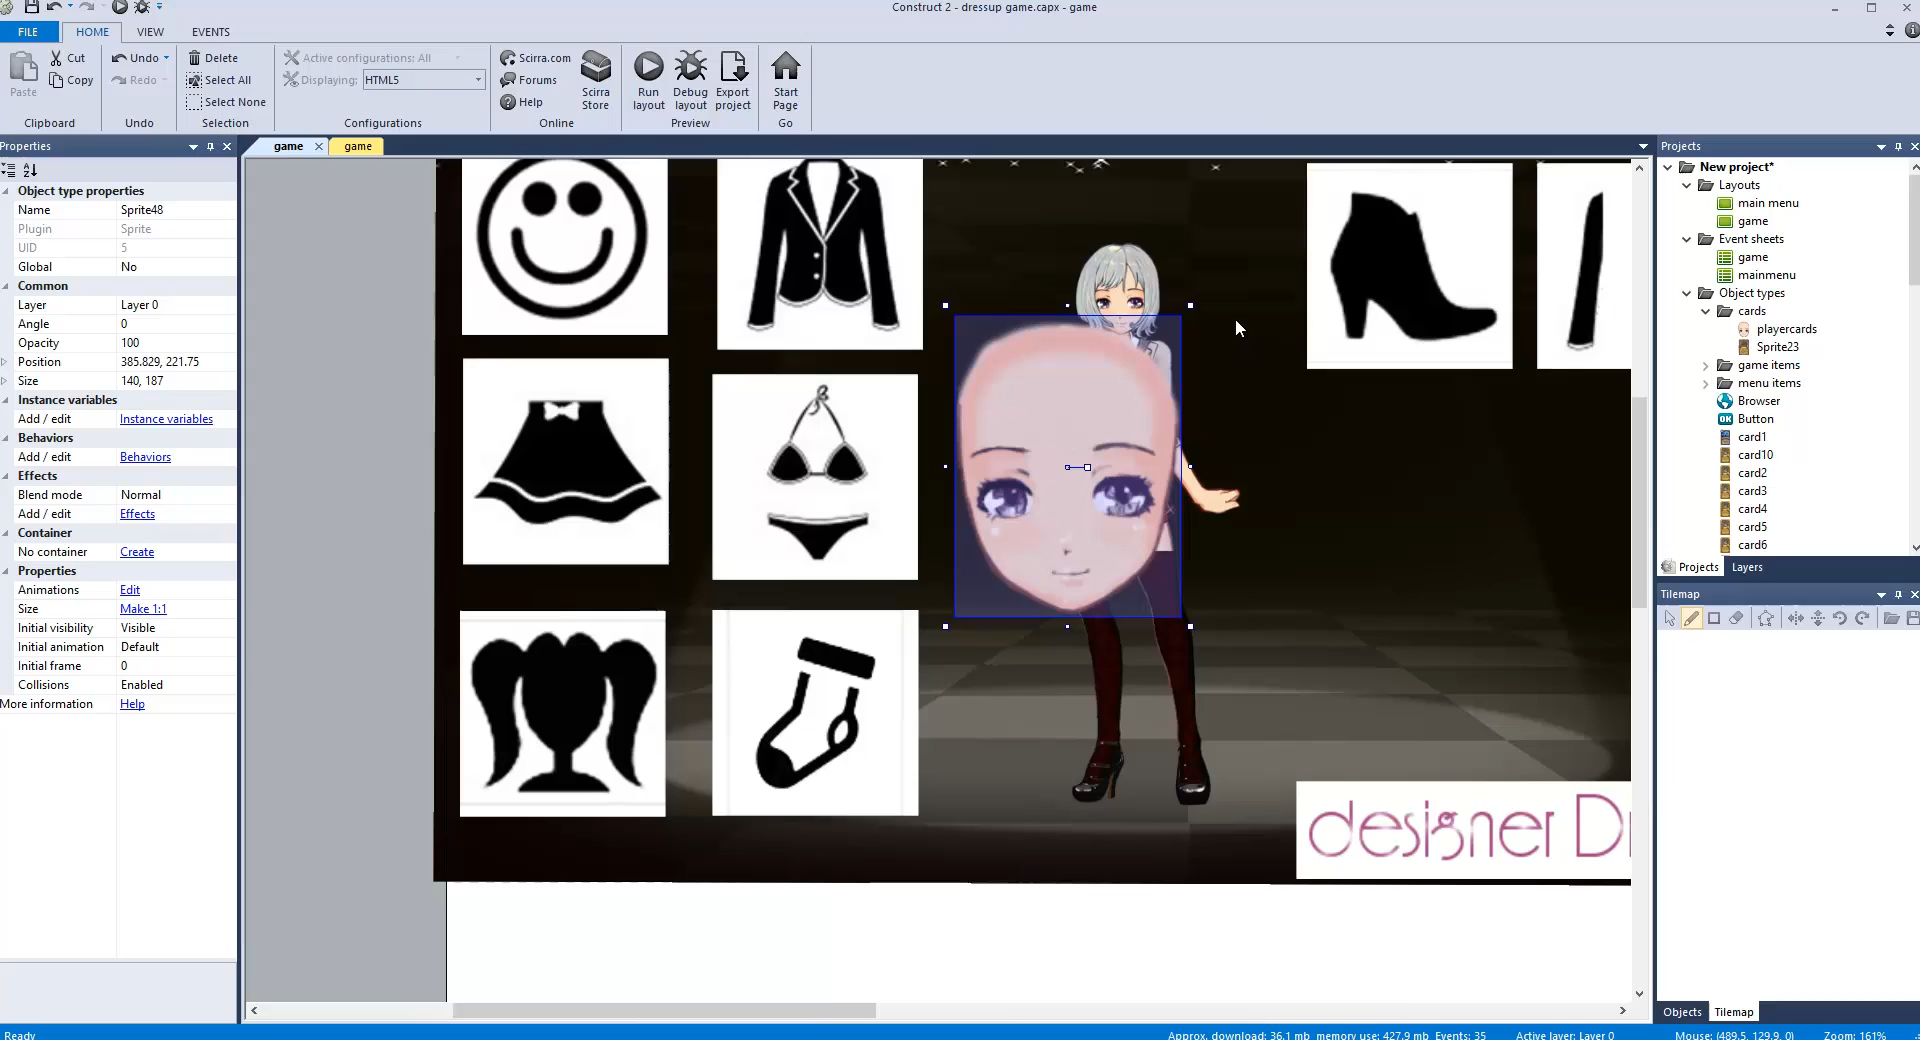 Construct 2 - dressup game.capx - game
FILE HOME VIEW EVENTS
Paste
Cut
Copy
Clipboard
Undo
Redo
Undo
Delete
Select All
Select None
Selection
Active configurations: All
Displaying: HTML5
Configurations
Scirra.com
Forums
Help
Scirra Store
Online
Run layout
Debug layout
Export project
Preview
Start Page
Go
Properties
Object type properties
Name Sprite48
Plugin Sprite
UID 5
Global No
Common
Layer Layer 0
Angle 0
Opacity 100
Position 385.829, 221.75
Size 140, 187
Instance variables
Add / edit Instance variables
Behaviors
Add / edit Behaviors
Effects
Blend mode Normal
Add / edit Effects
Container
No container Create
Properties
Animations Edit
Size Make 1:1
Initial visibility Visible
Initial animation Default
Initial frame 0
Collisions Enabled
More information Help
game game
designer D
Projects
New project*
Layouts
main menu
game
Event sheets
game
mainmenu
Object types
cards
playercards
Sprite23
game items
menu items
Browser
OK Button
card1
card10
card2
card3
card4
card5
card6
Projects Layers
Tilemap
Objects Tilemap
Ready
Approx. download: 36.1 mb memory use: 427.9 mb Events: 35
Active layer: Layer 0
Mouse: (489.5, 129.9, 0)
Zoom: 161%